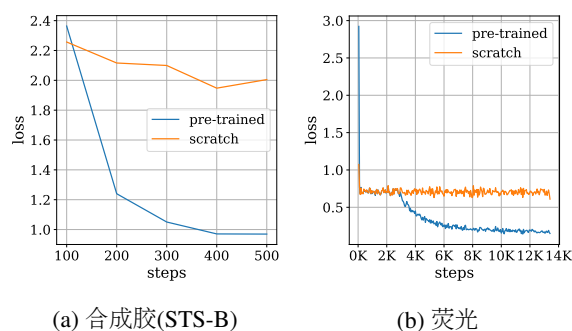 2.4
2.2
2.0
1.8
1.6
1.4
1.2
1.0
loss
pre-trained
scratch
100 200 300 400 500
steps
(a) 合成胶(STS-B)
3.0
2.5
2.0
1.5
1.0
0.5
loss
pre-trained
scratch
0K 2K 4K 6K 8K 10K 12K 14K
steps
(b) 荧光